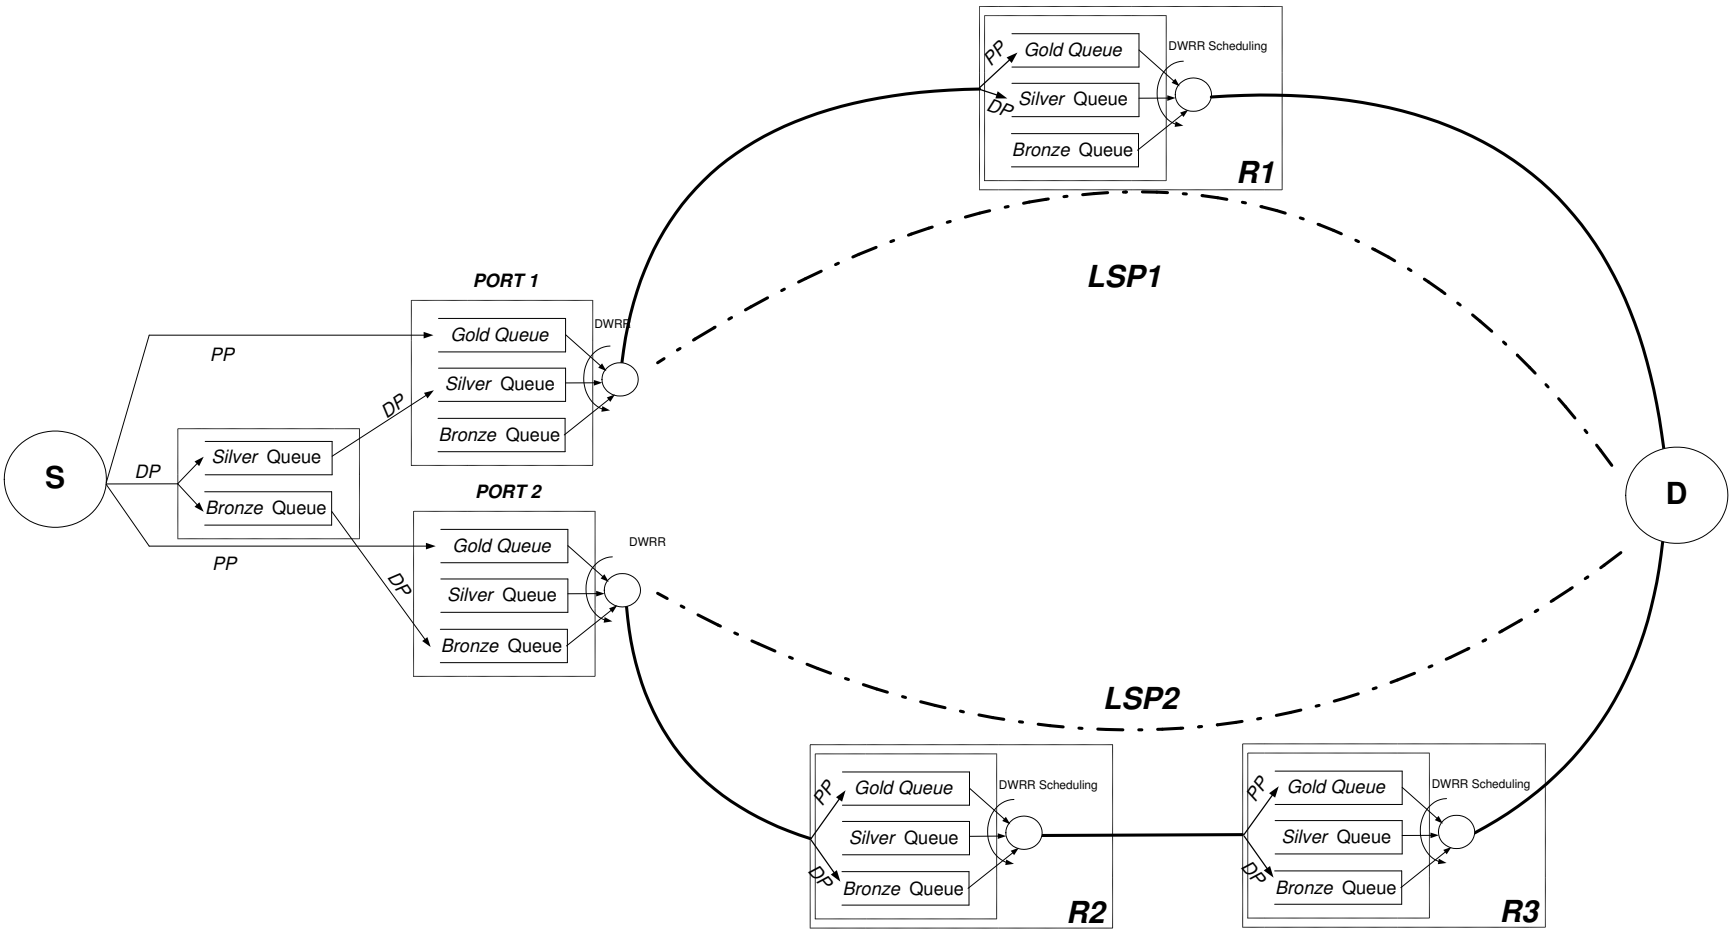 PP
Gold Queue
DWRR Scheduling
DP
Silver Queue
Bronze Queue
R1
LSP1
PORT 1
Gold Queue
DWRR
PP
Silver Queue
DP
Bronze Queue
S
DP
Silver Queue
Bronze Queue
PORT 2
Gold Queue
DWRR
PP
DP
Silver Queue
Bronze Queue
D
LSP2
PP
Gold Queue
DWRR Scheduling
Silver Queue
DP
Bronze Queue
R2
PP
Gold Queue
DWRR Scheduling
Silver Queue
DP
Bronze Queue
R3